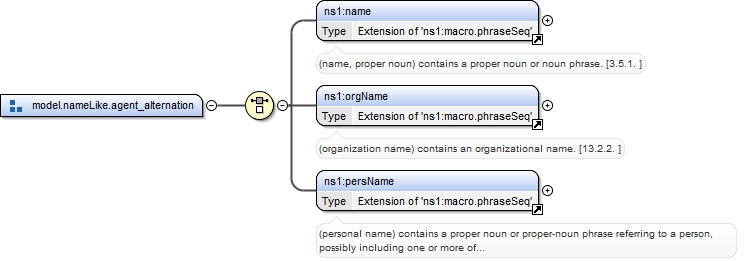 ns1:name
Type Extension of 'ns1:macro.phraseSeq'
(name, proper noun) contains a proper noun or noun phrase. [3.5.1. ]
model.nameLike.agent_alternation
ns1:orgName
Type Extension of 'ns1:macro.phraseSeq'
(organization name) contains an organizational name. [13.2.2. ]
ns1:persName
Type Extension of 'ns1:macro.phraseSeq'
(personal name) contains a proper noun or proper-noun phrase referring to a person,
possibly including one or more of...